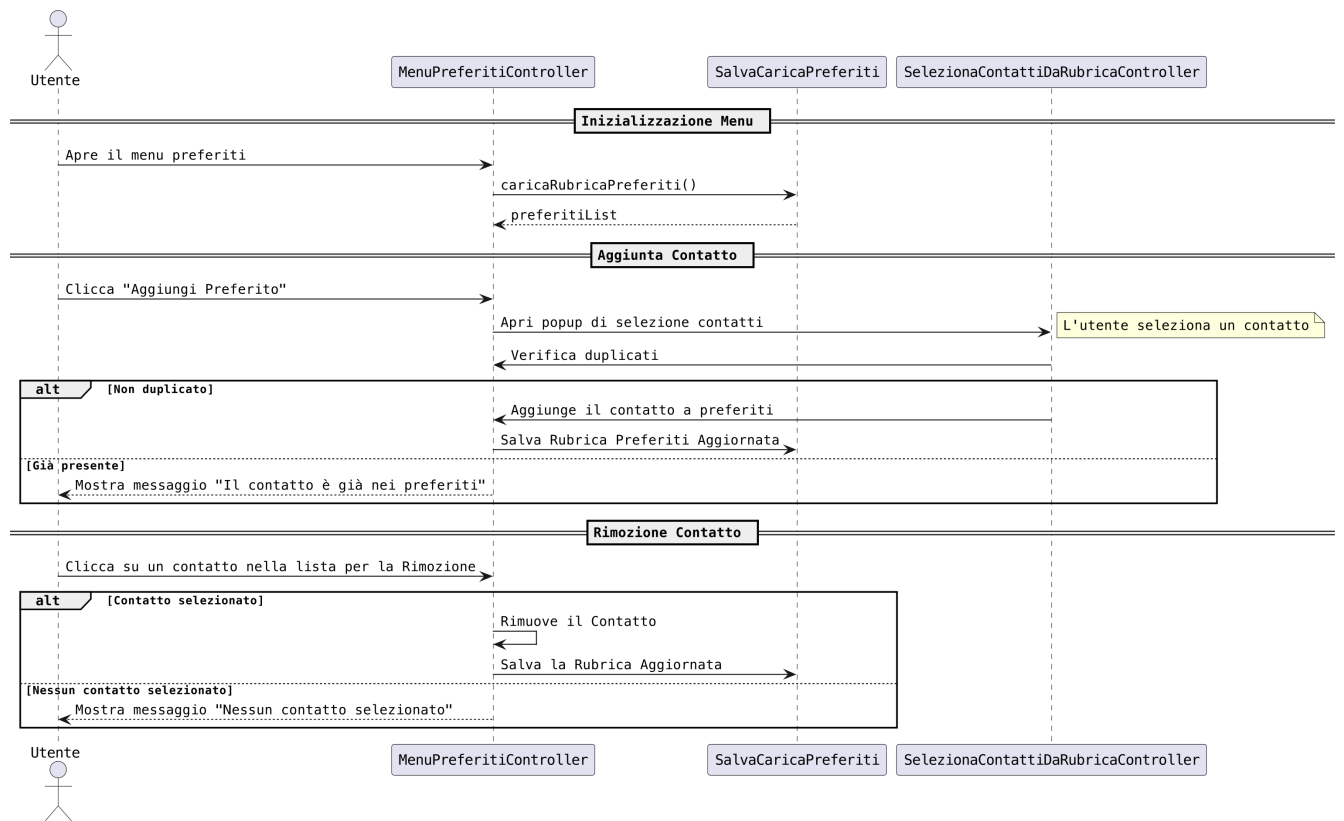 Utente
MenuPreferitiController
SalvaCaricaPreferiti
SelezionaContattiDaRubricaController
Inizializzazione Menu
Apre il menu preferiti
caricaRubricaPreferiti()
preferitiList
Aggiunta Contatto
Clicca "Aggiungi Preferito"
Apri popup di selezione contatti
L'utente seleziona un contatto
Verifica duplicati
alt [Non duplicato]
Aggiunge il contatto a preferiti
Salva Rubrica Preferiti Aggiornata
[Già presente]
Mostra messaggio "Il contatto è già nei preferiti"
Rimozione Contatto
Clicca su un contatto nella lista per la Rimozione
alt [Contatto selezionato]
Rimuove il Contatto
Salva la Rubrica Aggiornata
[Nessun contatto selezionato]
Mostra messaggio "Nessun contatto selezionato"
Utente
MenuPreferitiController
SalvaCaricaPreferiti
SelezionaContattiDaRubricaController